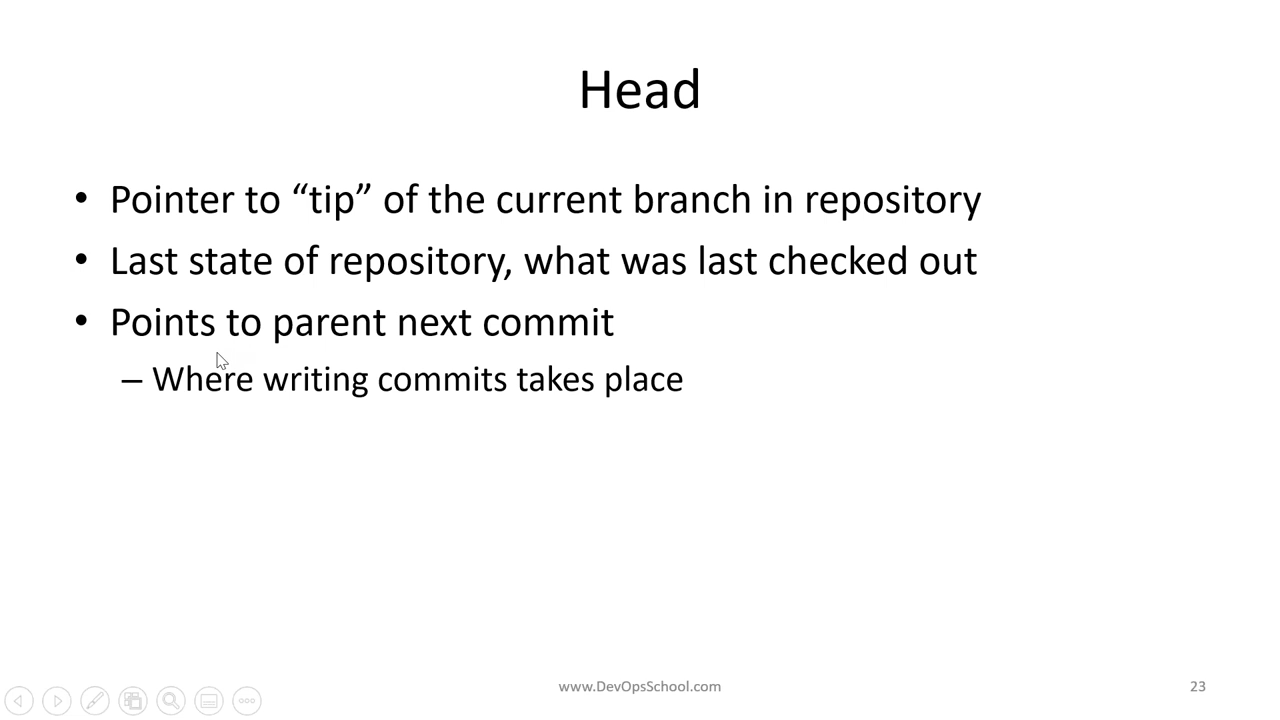 Head
• Pointer to “tip” of the current branch in repository
• Last state of repository, what was last checked out
• Points to parent next commit
– Where writing commits takes place
www.DevOpsSchool.com
23